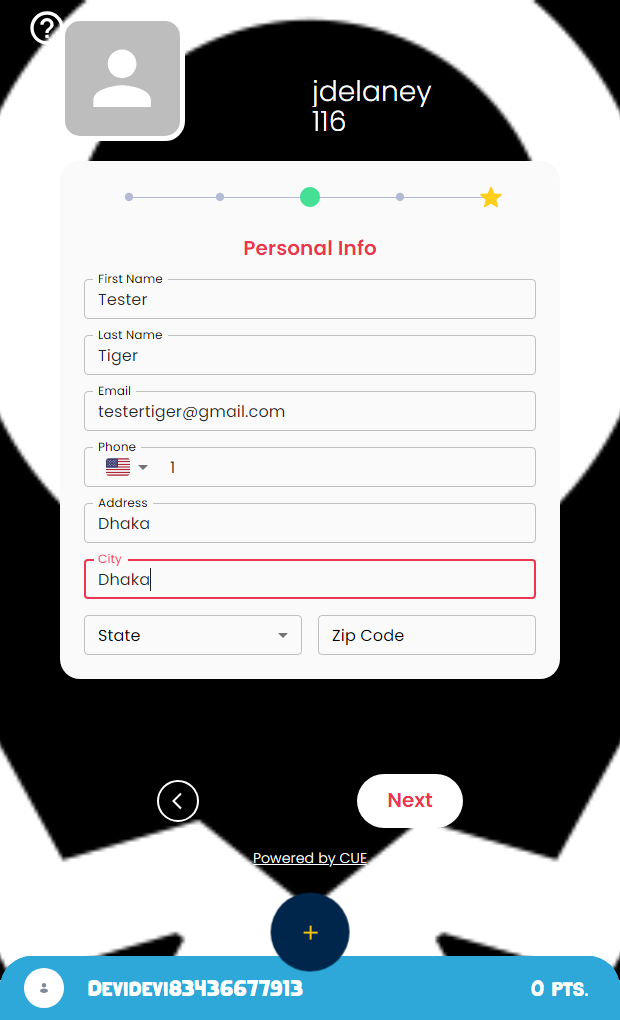 jdelaney
116
Personal Info
First Name
Tester
Last Name
Tiger
Email
testertiger@gmail.com
Phone
1
Address
Dhaka
City
Dhaka
State
Zip Code
Next
Powered by CUE
Devidevi83436677913
0 PTS.